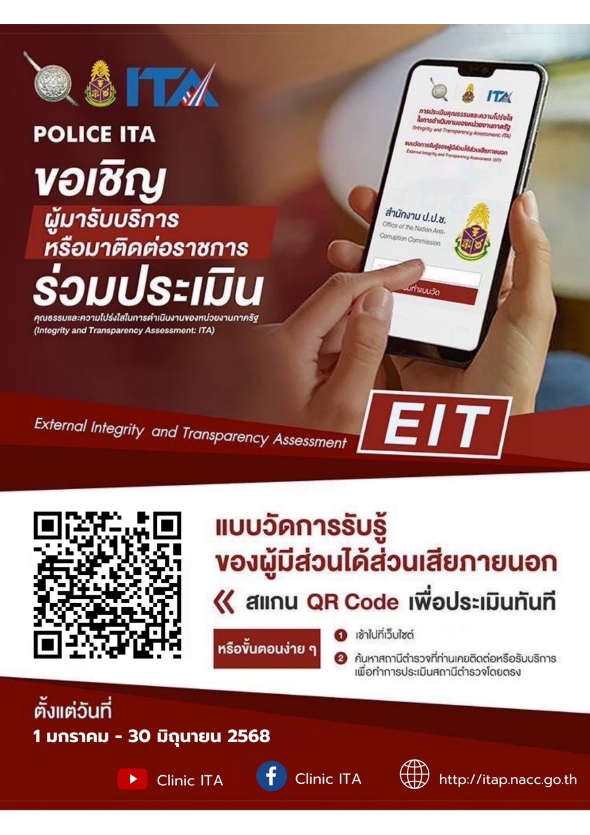 ITA
POLICE ITA
ขอเชิญ
ผู้มารับบริการ
หรือมาติดต่อราชการ
ร่วมประเมิน
คุณธรรมและความโปร่งใสในการดำเนินงานของหน่วยงานภาครัฐ
(Integrity and Transparency Assessment: ITA)
ITA
การประเมินคุณธรรมและความโปร่งใส
ในการดำเนินงานของหน่วยงานภาครัฐ
(Integrity and Transparency Assessment: ITA)
แบบวัดการรับรู้ของผู้มีส่วนได้ส่วนเสียภายนอก
External Integrity and Transparency Assessment (EIT)
สำนักงาน ป.ป.ช.
Office of the Nation Anti-
Corruption Commission
External Integrity and Transparency Assessment
EIT
แบบวัดการรับรู้
ของผู้มีส่วนได้ส่วนเสียภายนอก
สแกน QR Code เพื่อประเมินทันที
หรือขั้นตอนง่าย ๆ
1 เข้าไปที่เว็บไซต์
2 ค้นหาสถานีตำรวจที่ท่านเคยติดต่อหรือรับบริการ
เพื่อทำการประเมินสถานีตำรวจโดยตรง
ตั้งแต่วันที่
1 มกราคม - 30 มิถุนายน 2568
Clinic ITA
Clinic ITA
http://itap.nacc.go.th